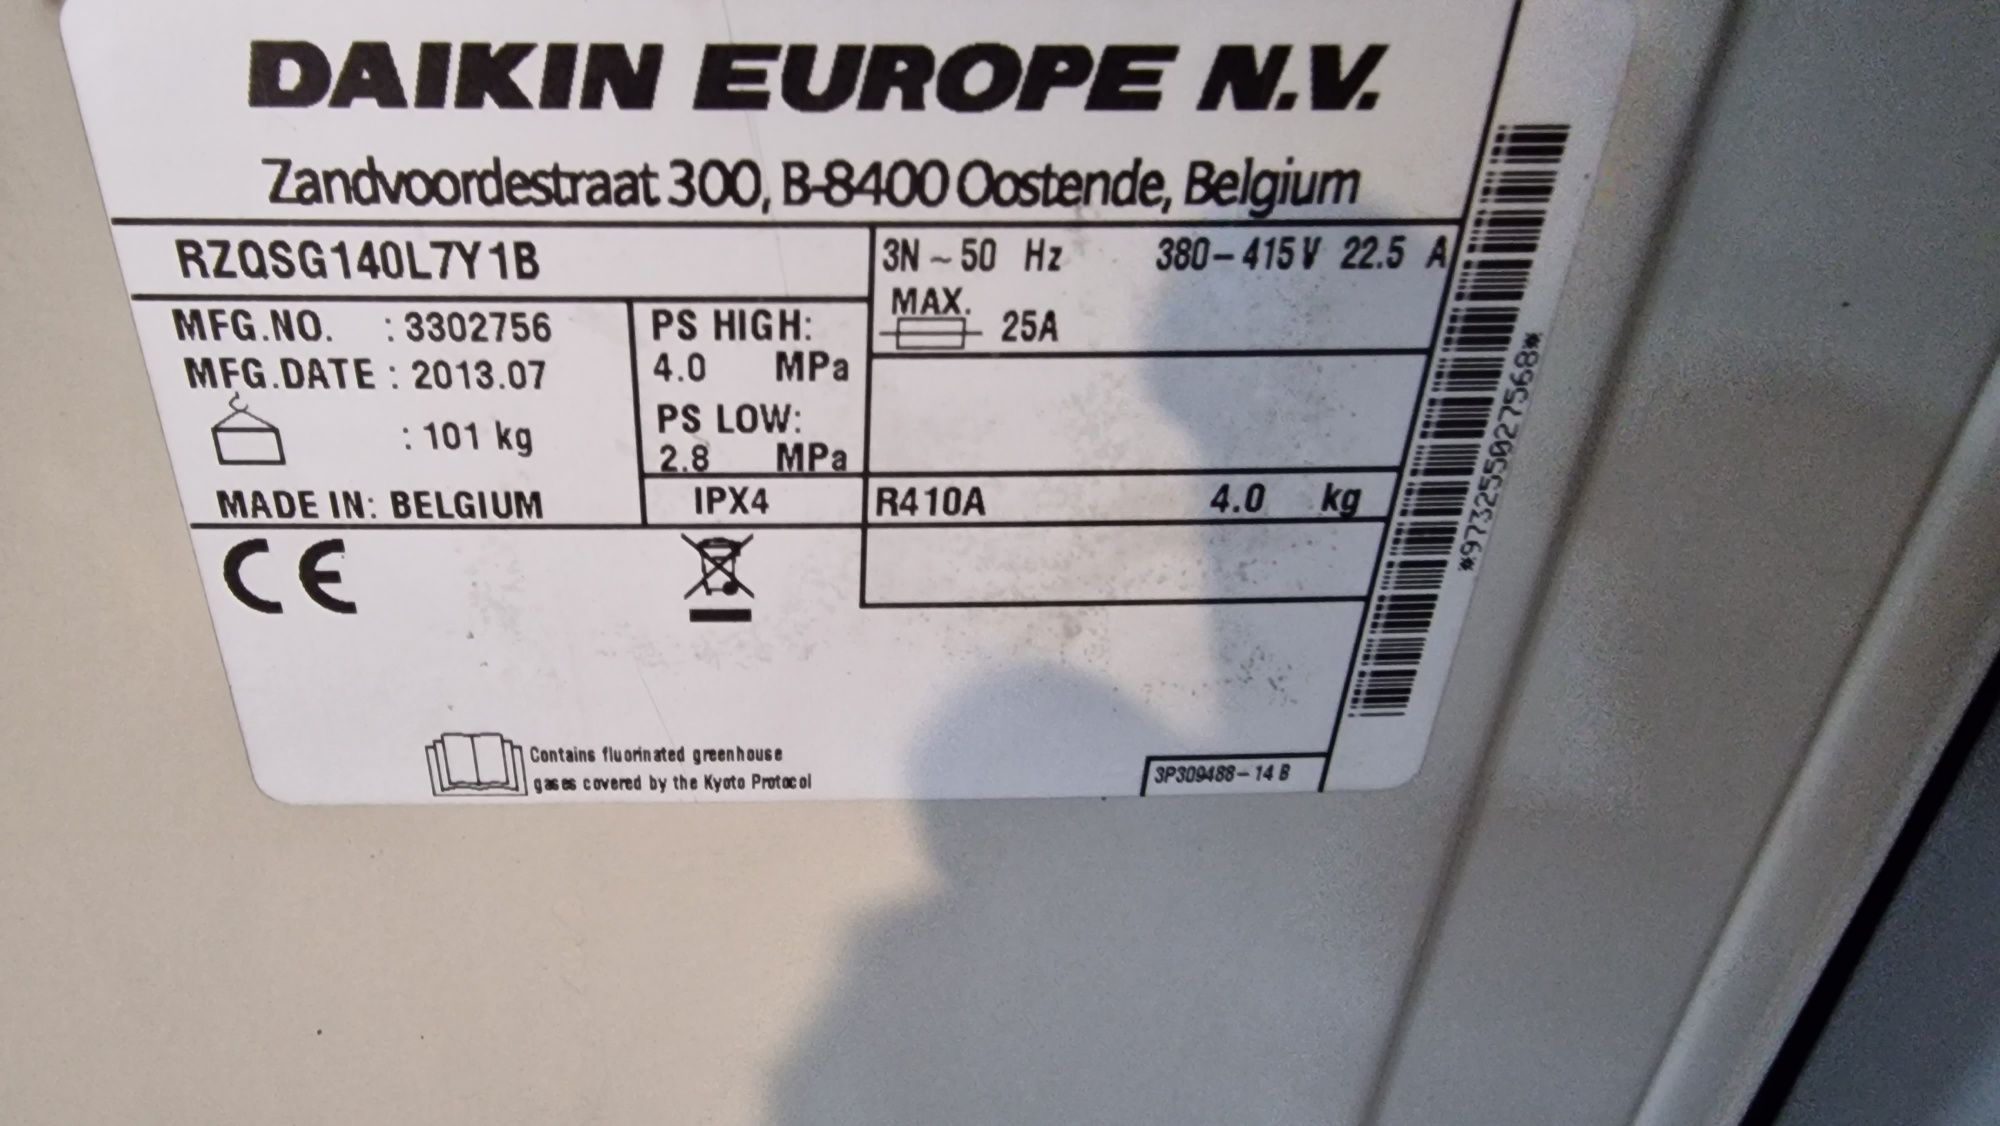 DAIKIN EUROPE N.V.
Zandvoordestraat 300, B-8400 Oostende, Belgium
RZQSG140L7Y1B
3N ~ 50 Hz 380-415 V 22.5 A
MAX.
25A
MFG.NO. : 3302756
MFG.DATE : 2013.07
: 101 kg
MADE IN: BELGIUM
PS HIGH:
4.0 MPa
PS LOW:
2.8 MPa
IPX4
R410A 4.0 kg
CE
Contains fluorinated greenhouse
gases covered by the Kyoto Protocol
3P309488-14 B
*973255027568*